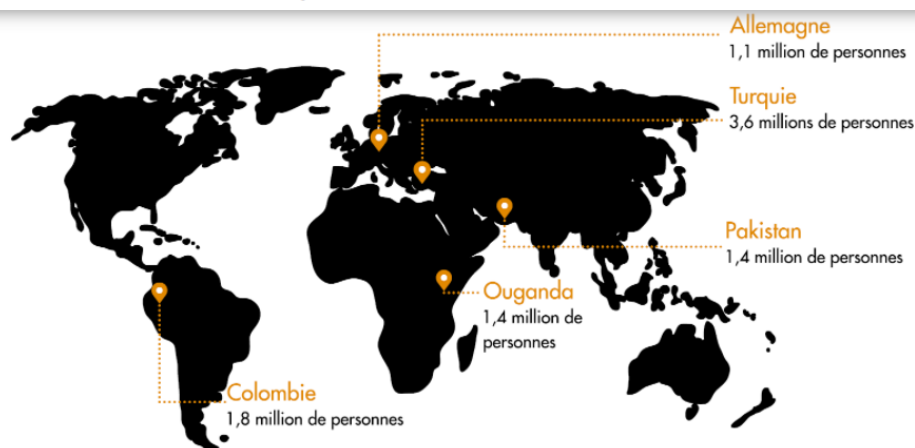 Allemagne
1,1 million de personnes
Turquie
3,6 millions de personnes
Pakistan
1,4 million de personnes
Ouganda
1,4 million de
personnes
Colombie
1,8 million de personnes